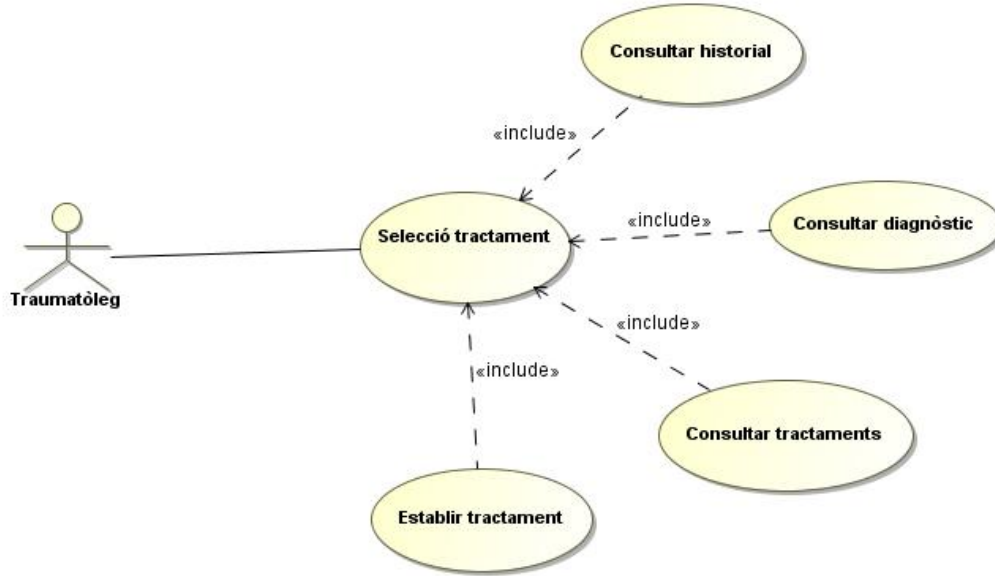 Consultar historial
«include»
Selecció tractament
«include»
Consultar diagnòstic
Traumatòleg
«include»
«include»
Consultar tractaments
Establir tractament